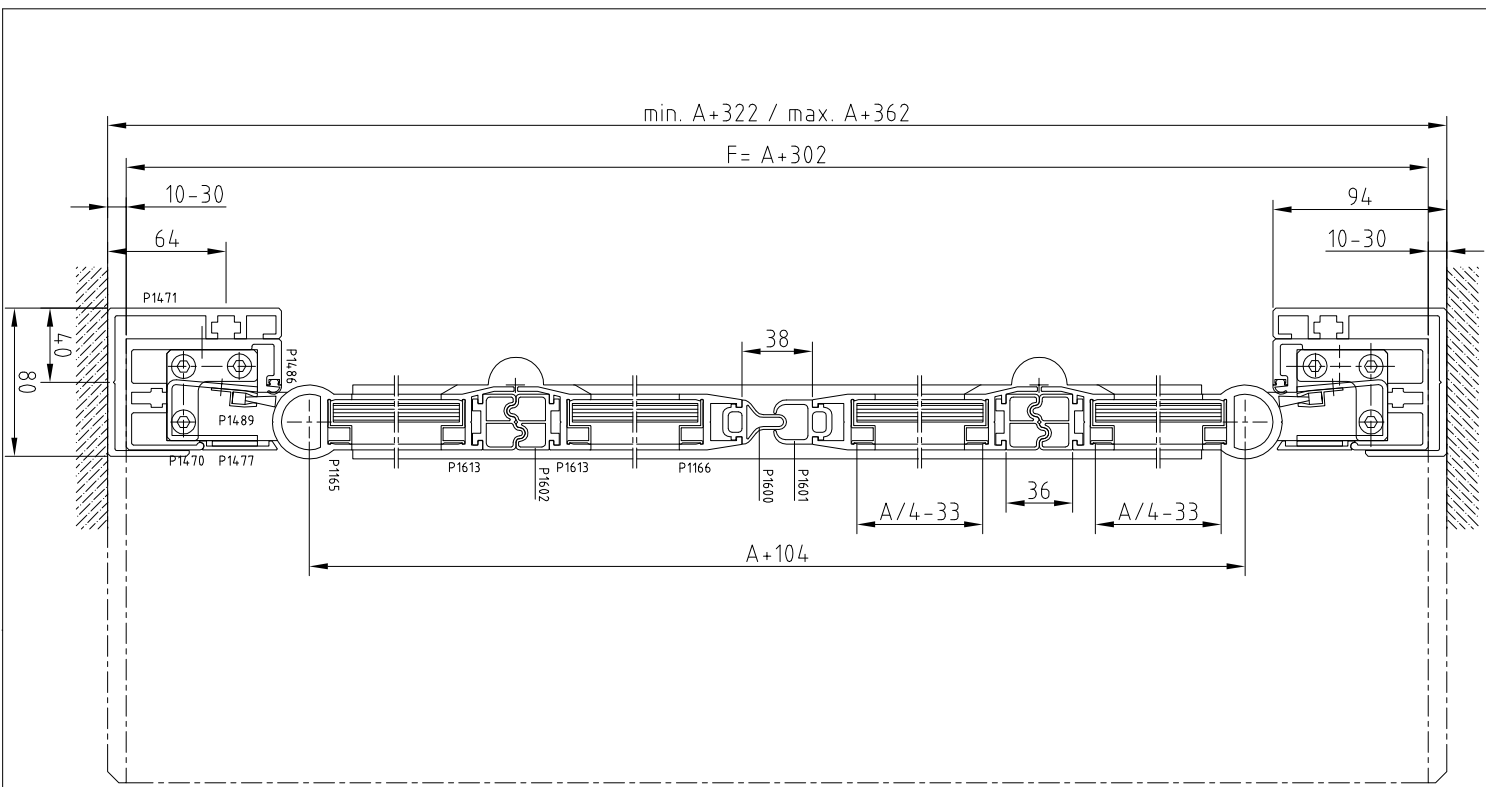 min. A+322 / max. A+362
F= A+302
10-30
94
64
10-30
P1471
40
80
P1486
38
P1489
P1470
P1477
P1165
P1613
P1602
P1613
P1166
P1600
P1601
36
A/4-33
A/4-33
A+104